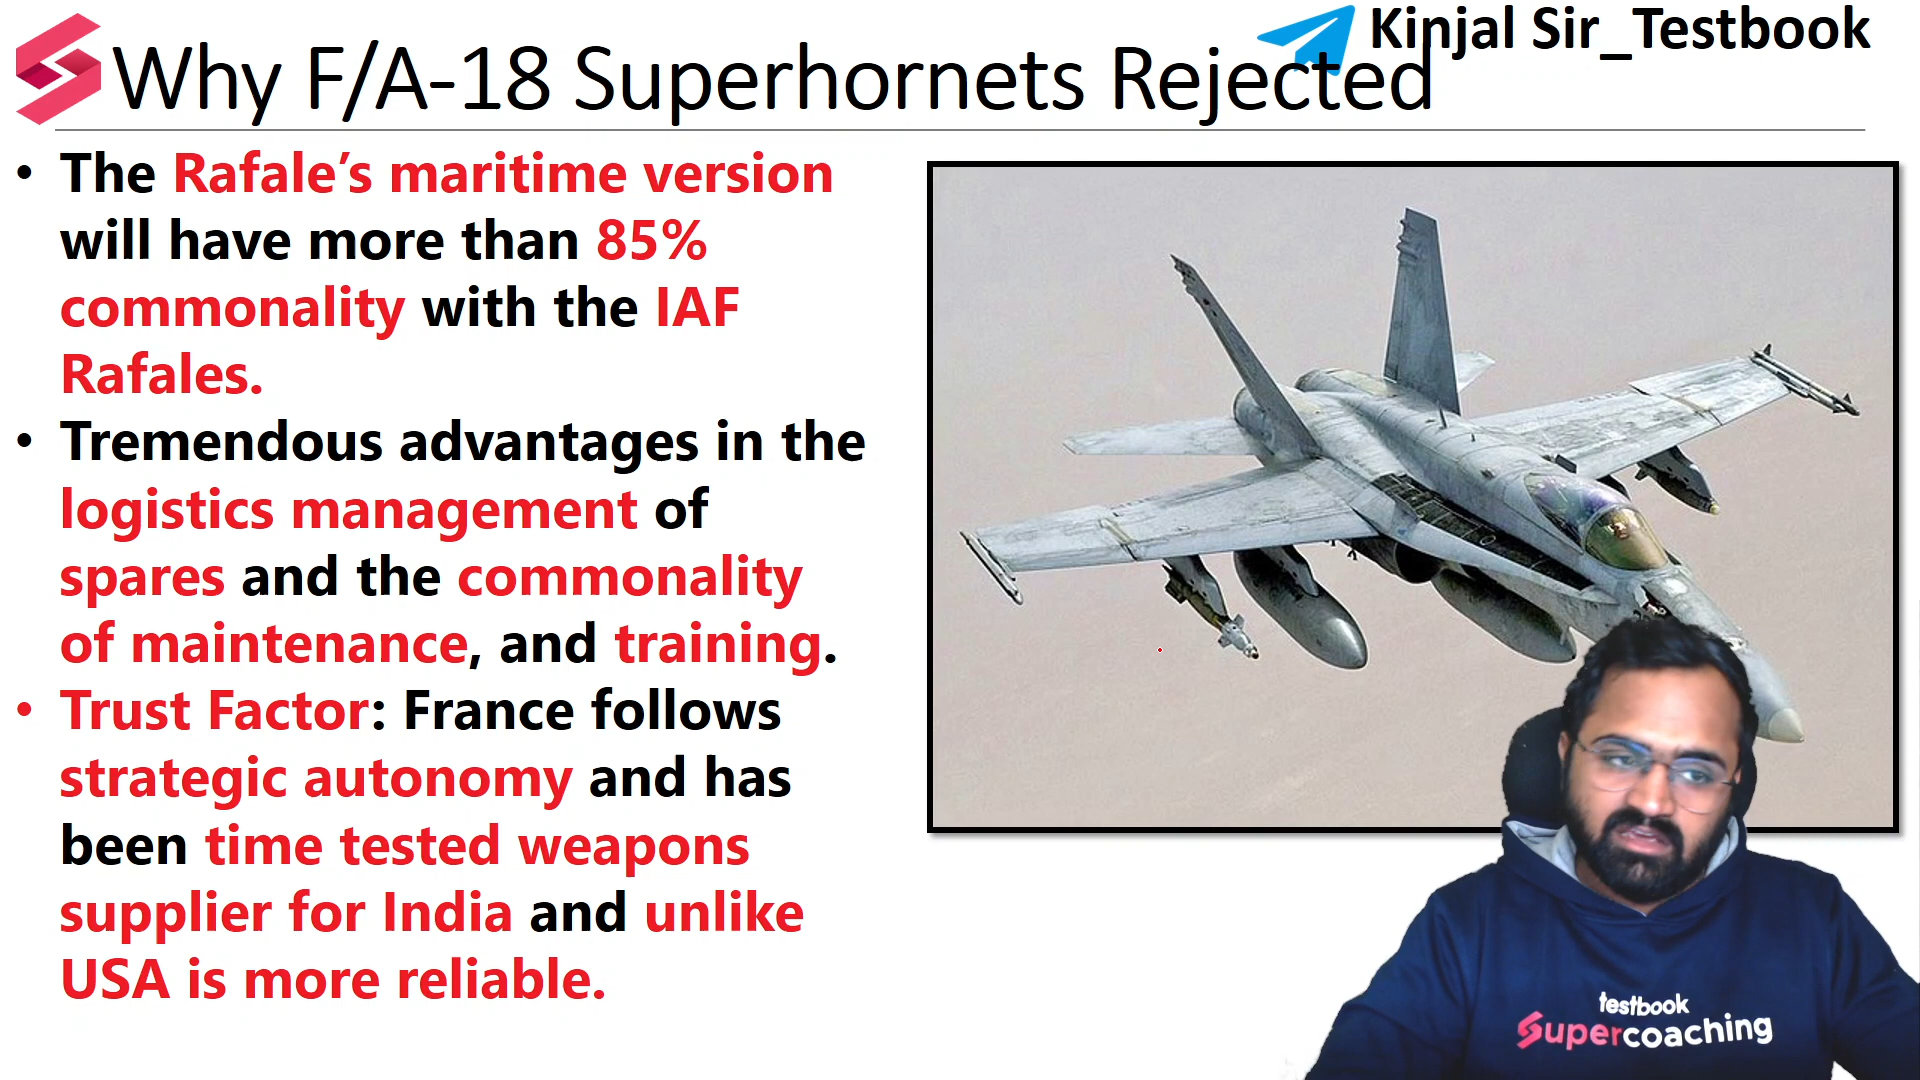 Kinjal Sir_Testbook
Why F/A-18 Superhornets Rejected
• The Rafale’s maritime version
will have more than 85%
commonality with the IAF
Rafales.
• Tremendous advantages in the
logistics management of
spares and the commonality
of maintenance, and training.
• Trust Factor: France follows
strategic autonomy and has
been time tested weapons
supplier for India and unlike
USA is more reliable.
testbook
Supercoaching